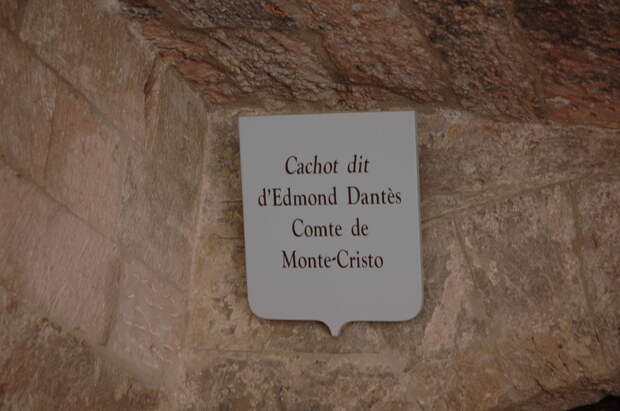 Cachot dit
d'Edmond Dantès
Comte de
Monte-Cristo